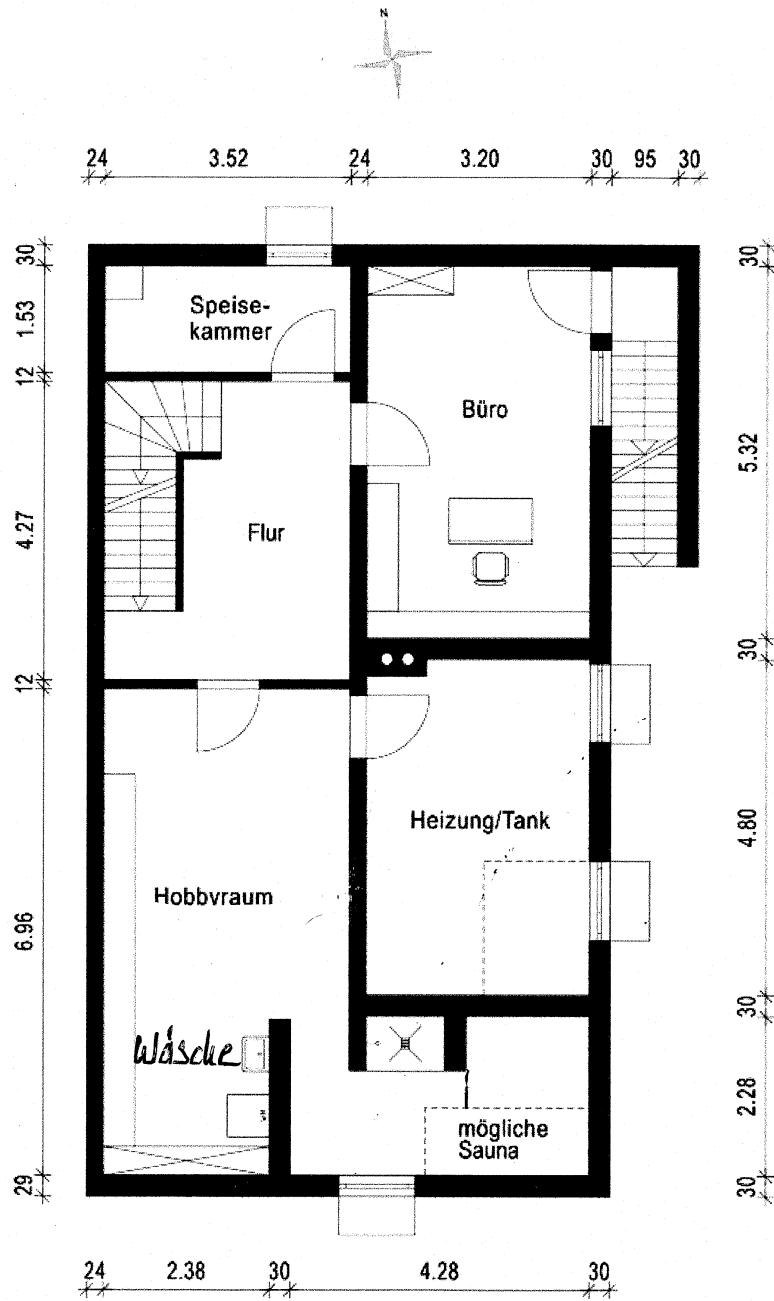 N
24 3.52 24 3.20 30 95 30
30
1.53
12
4.27
12
6.96
29
30
5.32
30
4.80
30
2.28
30
Speise-
kammer
Büro
Flur
Heizung/Tank
Hobbvraum
Wäsche
mögliche
Sauna
24 2.38 30 4.28 30